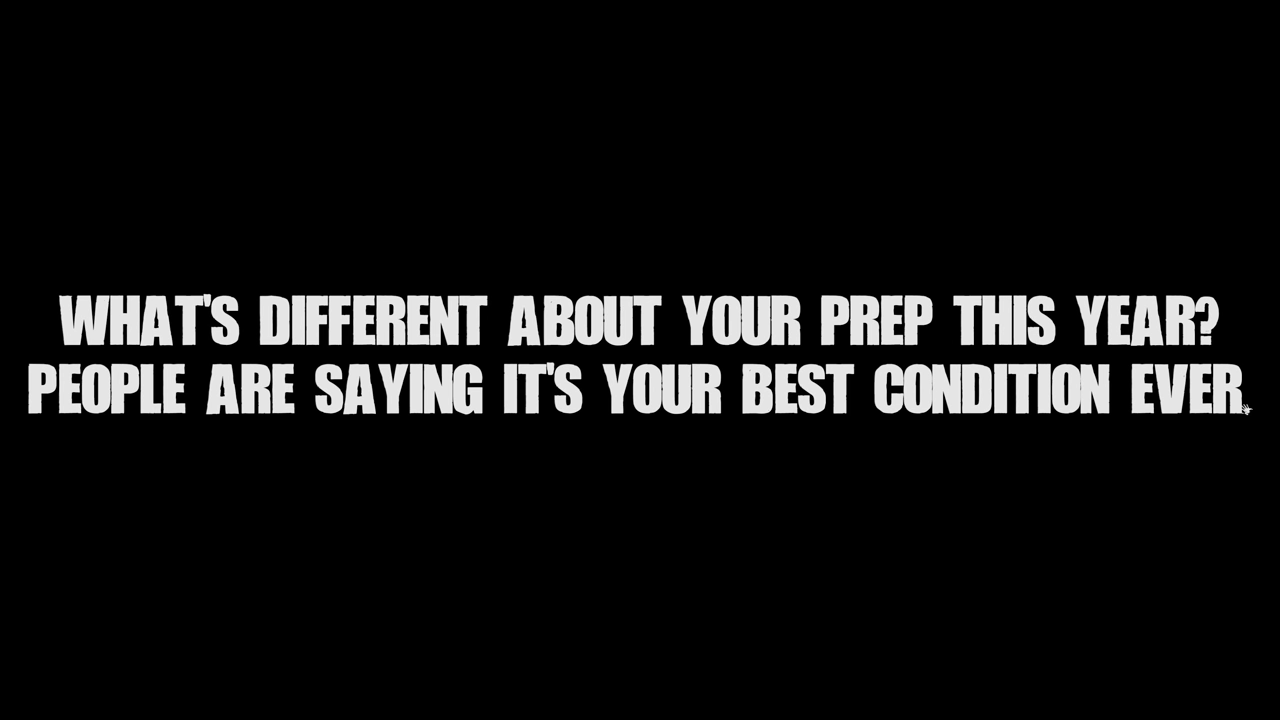 WHAT'S DIFFERENT ABOUT YOUR PREP THIS YEAR?
PEOPLE ARE SAYING IT'S YOUR BEST CONDITION EVER.